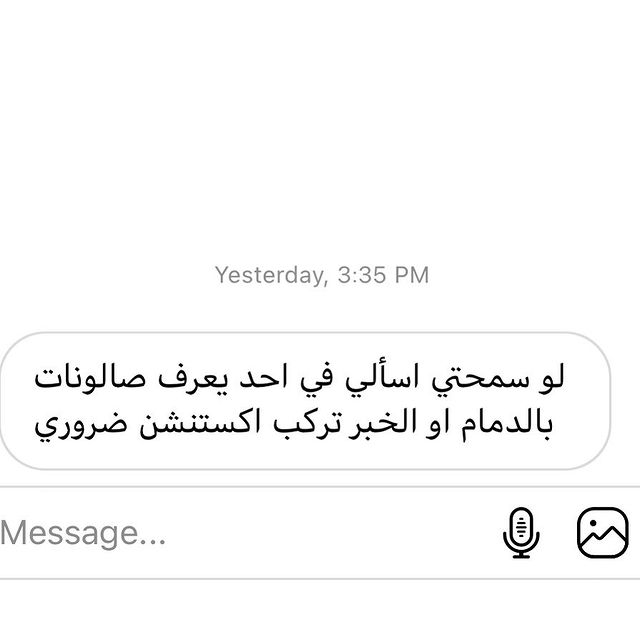 Yesterday, 3:35 PM
لو سمحتي اسألي في احد يعرف صالونات
بالدمام او الخبر تركب اكستنشن ضروري
Message...